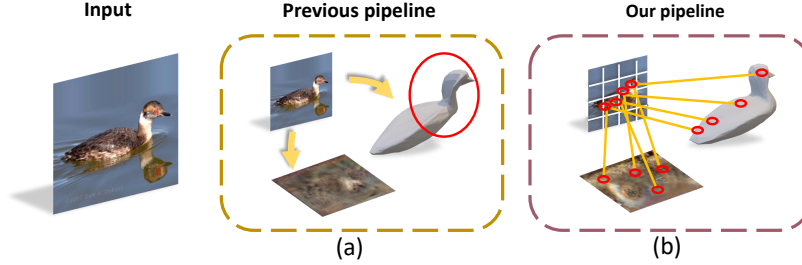 Input
Previous pipeline
Our pipeline
(a)
(b)